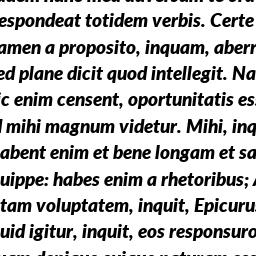 respondeat totidem verbis. Certe
tamen a proposito, inquam, aberr
ed plane dicit quod intellegit. Na
ic enim censent, oportunitatis es
d mihi magnum videtur. Mihi, inq
abent enim et bene longam et sa
uippe: habes enim a rhetoribus; A
tam voluptatem, inquit, Epicurus
uid igitur, inquit, eos responsuro